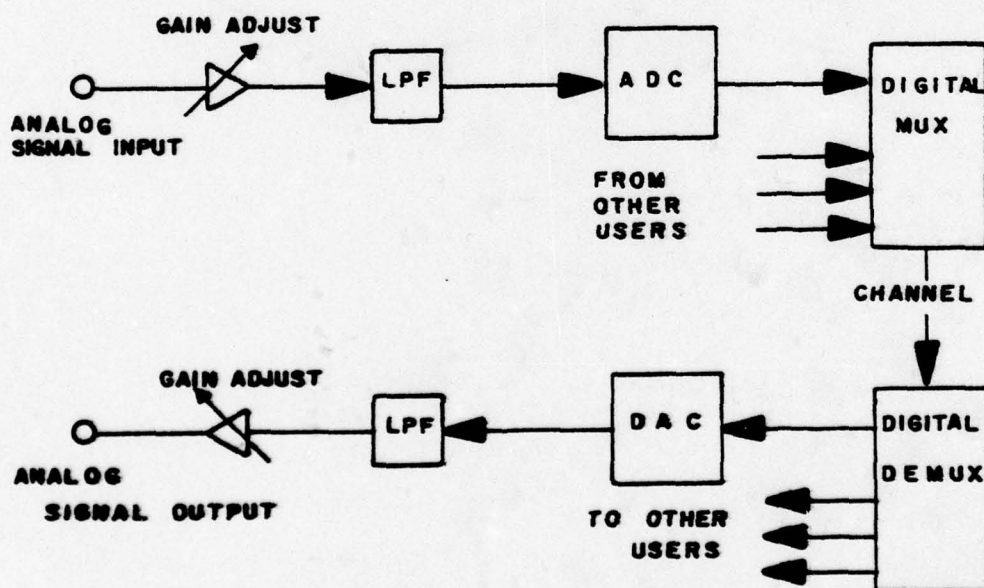 GAIN ADJUST
LPF
ADC
DIGITAL
MUX
ANALOG
SIGNAL INPUT
FROM
OTHER
USERS
CHANNEL
GAIN ADJUST
LPF
DAC
DIGITAL
DEMUX
ANALOG
SIGNAL OUTPUT
TO OTHER
USERS